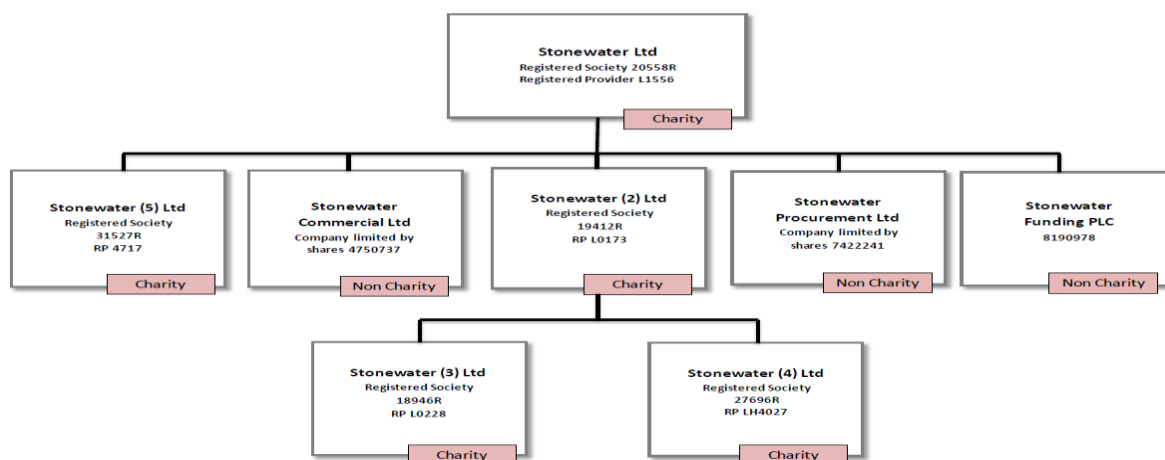 Stonewater Ltd
Registered Society 20558R
Registered Provider L1556
Charity
Stonewater (5) Ltd
Registered Society
31527R
RP 4717
Charity
Stonewater
Commercial Ltd
Company limited by
shares 4750737
Non Charity
Stonewater (2) Ltd
Registered Society
19412R
RP L0173
Charity
Stonewater
Procurement Ltd
Company limited by
shares 7422241
Non Charity
Stonewater
Funding PLC
8190978
Non Charity
Stonewater (3) Ltd
Registered Society
18946R
RP L0228
Charity
Stonewater (4) Ltd
Registered Society
27696R
RP LH4027
Charity